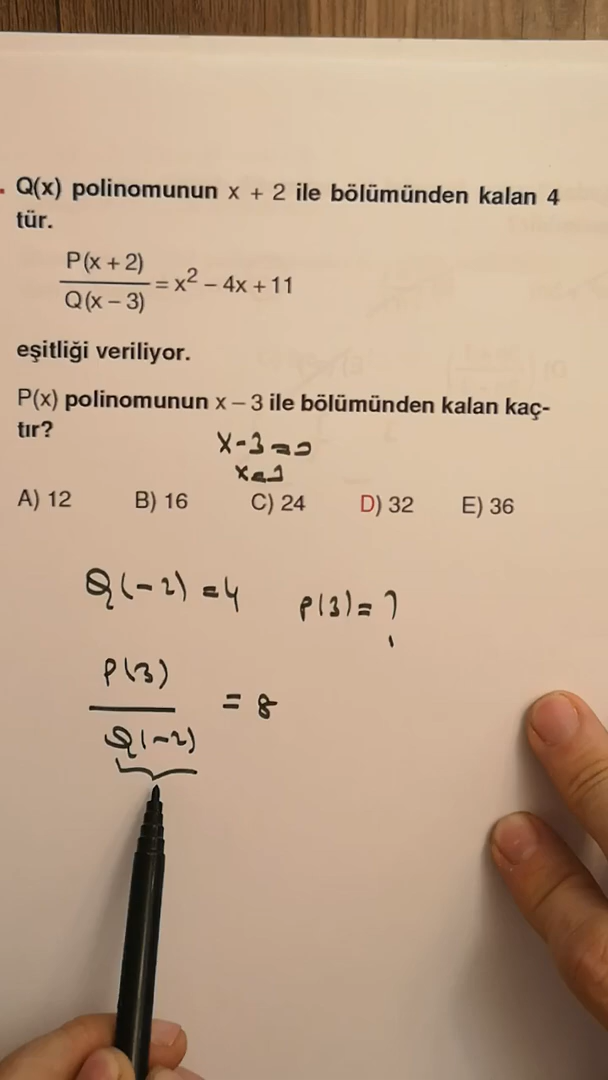 Q(x) polinomunun x + 2 ile bölümünden kalan 4
tür.
P(x + 2)
Q(x – 3)
= x² – 4x + 11
eşitliği veriliyor.
P(x) polinomunun x – 3 ile bölümünden kalan kaç-
tır?
x-3=0
A) 12 B) 16 C) 24 D) 32 E) 36
Q(-2) = 4 P(3) = ?
P(3)
Q(-2)
= 8